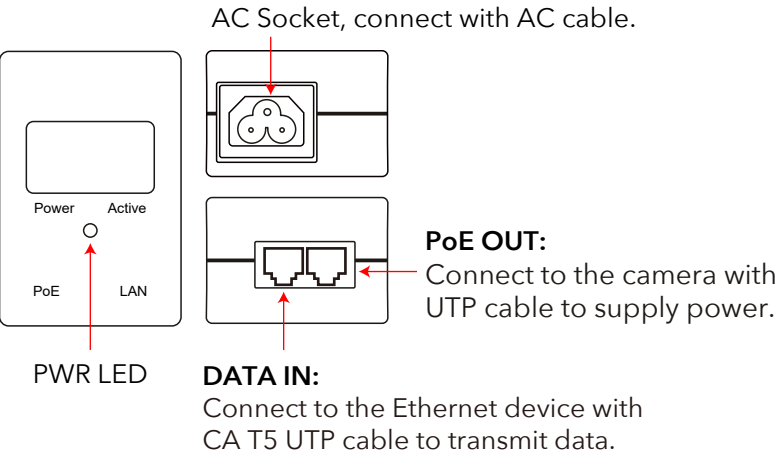 AC Socket, connect with AC cable.
Power Active
PoE LAN
PWR LED
PoE OUT:
Connect to the camera with
UTP cable to supply power.
DATA IN:
Connect to the Ethernet device with
CA T5 UTP cable to transmit data.